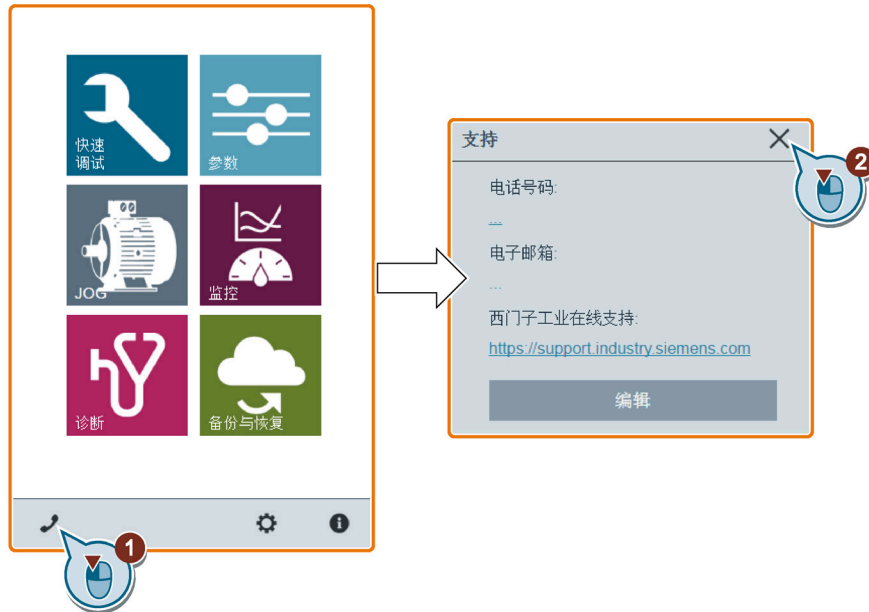 快速
调试
参数
JOG
监控
诊断
备份与恢复
1
支持
2
电话号码:
...
电子邮箱:
...
西门子工业在线支持:
https://support.industry.siemens.com
编辑